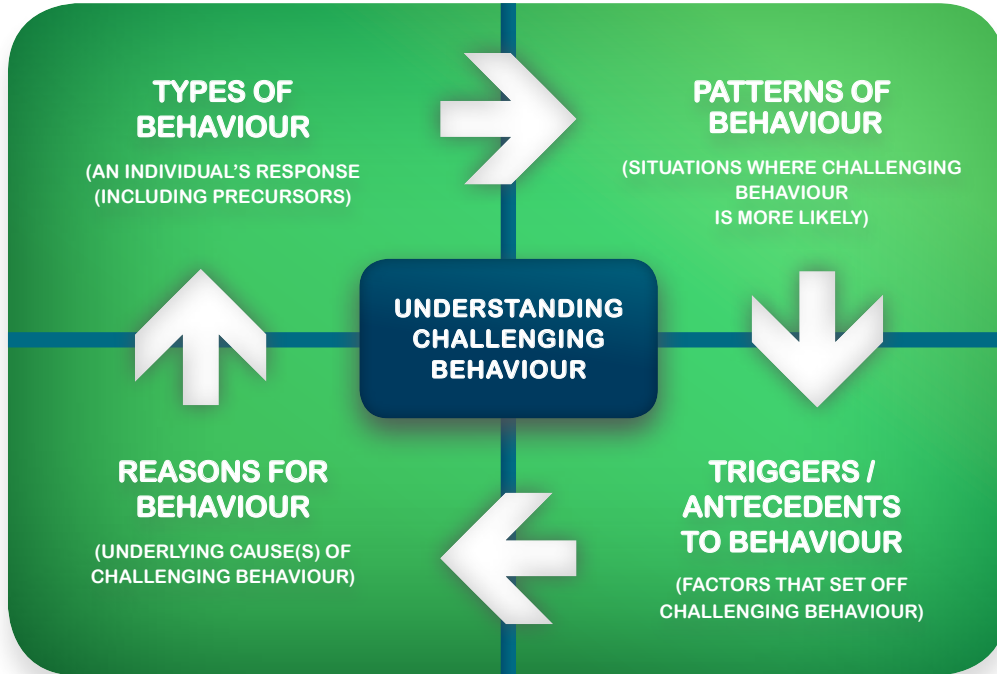 TYPES OF
BEHAVIOUR
(AN INDIVIDUAL'S RESPONSE
(INCLUDING PRECURSORS)
PATTERNS OF
BEHAVIOUR
(SITUATIONS WHERE CHALLENGING
BEHAVIOUR
IS MORE LIKELY)
UNDERSTANDING
CHALLENGING
BEHAVIOUR
REASONS FOR
BEHAVIOUR
(UNDERLYING CAUSE(S) OF
CHALLENGING BEHAVIOUR)
TRIGGERS /
ANTECEDENTS
TO BEHAVIOUR
(FACTORS THAT SET OFF
CHALLENGING BEHAVIOUR)